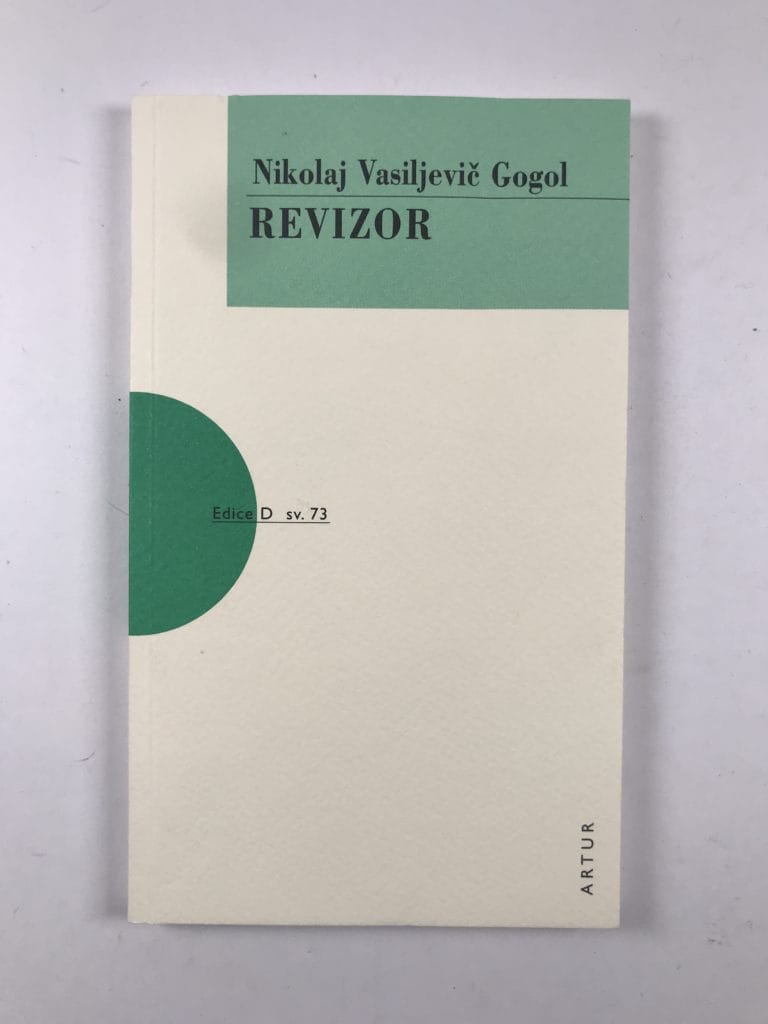 Nikolaj Vasiljevič Gogol
REVIZOR
Edice D sv. 73
ARTUR